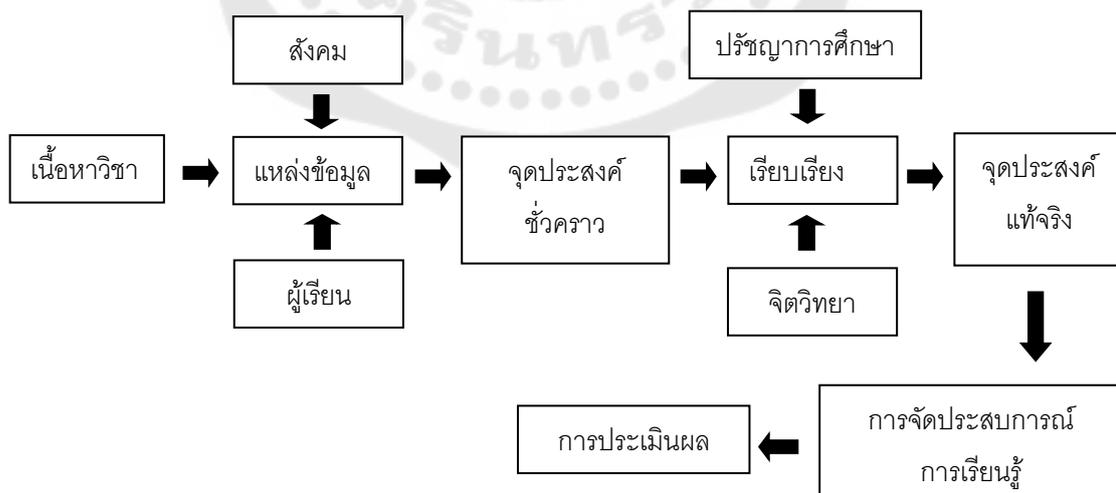 สังคม
ปรัชญาการศึกษา
เนื้อหาวิชา
แหล่งข้อมูล
จุดประสงค์
ชั่วคราว
เรียบเรียง
จุดประสงค์
แท้จริง
ผู้เรียน
จิตวิทยา
การประเมินผล
การจัดประสบการณ์
การเรียนรู้